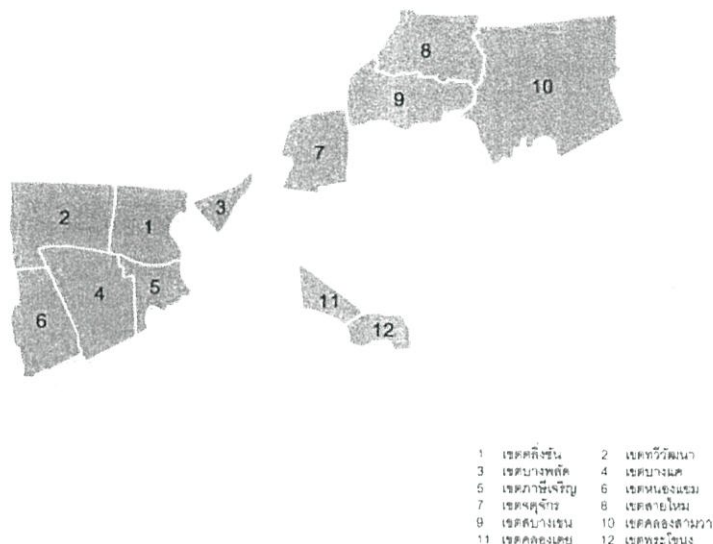 8
10
9
7
3
2
1
4
5
6
11
12
1 เขตตลิ่งชัน 2 เขตทวีวัฒนา
3 เขตบางพลัด 4 เขตบางแค
5 เขตภาษีเจริญ 6 เขตหนองแขม
7 เขตจตุจักร 8 เขตสายไหม
9 เขตสบางเขน 10 เขตคลองสามวา
11 เขตคลองเตย 12 เขตพระโขนง